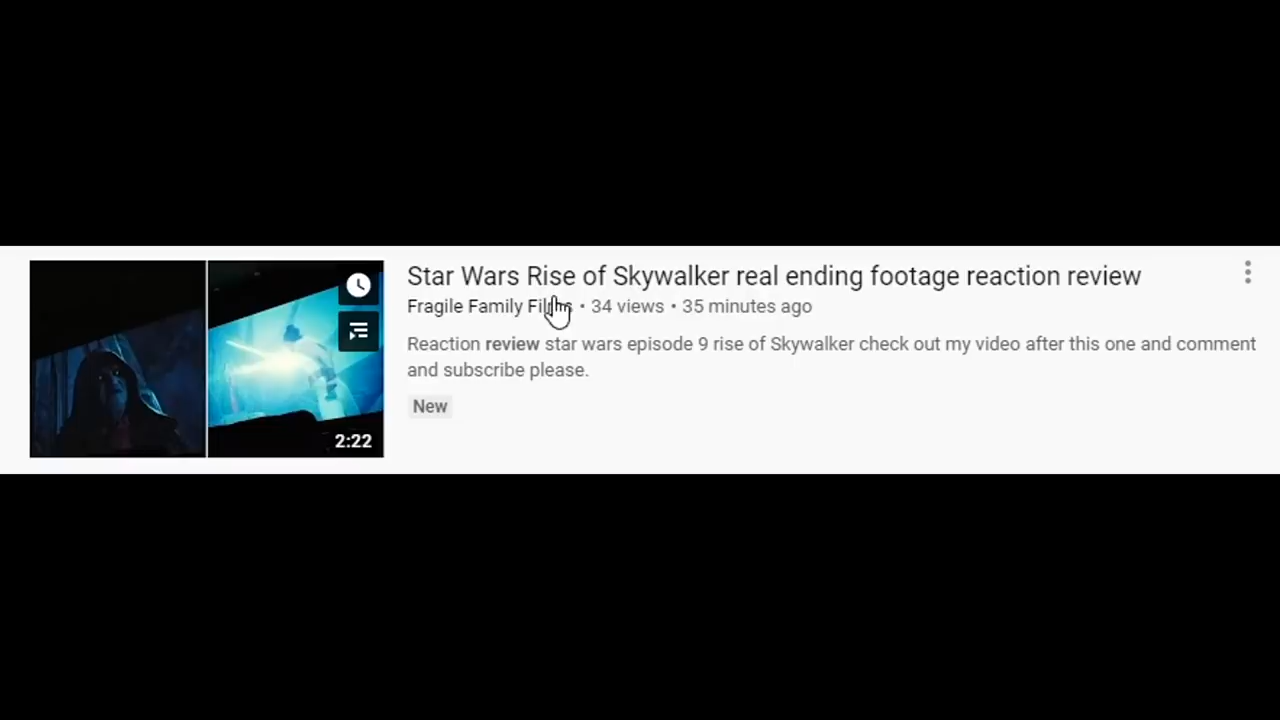 Star Wars Rise of Skywalker real ending footage reaction review
Fragile Family Films • 34 views • 35 minutes ago
Reaction review star wars episode 9 rise of Skywalker check out my video after this one and comment
and subscribe please.
New
2:22